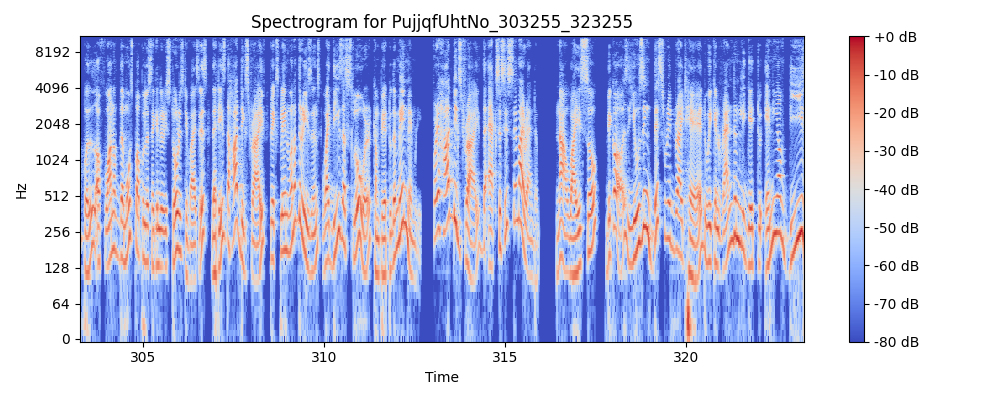 Spectrogram for PujjqfUhtNo_303255_323255
Hz
8192
4096
2048
1024
512
256
128
64
0
305
310
315
320
Time
+0 dB
-10 dB
-20 dB
-30 dB
-40 dB
-50 dB
-60 dB
-70 dB
-80 dB